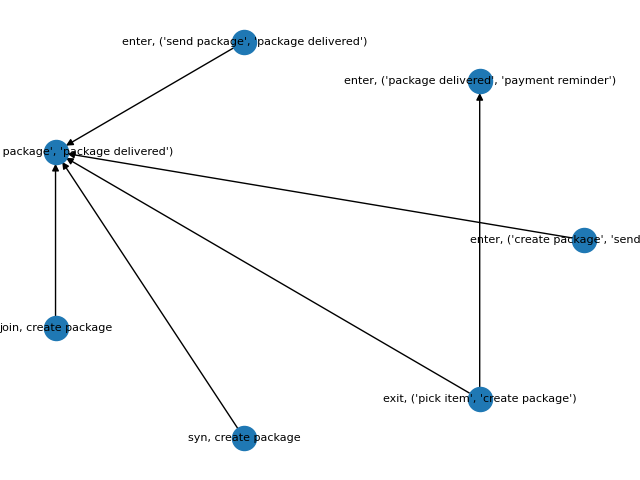 enter, ('send package', 'package delivered')
enter, ('package delivered', 'payment reminder')
package', 'package delivered')
enter, ('create package', 'send
join, create package
exit, ('pick item', 'create package')
syn, create package